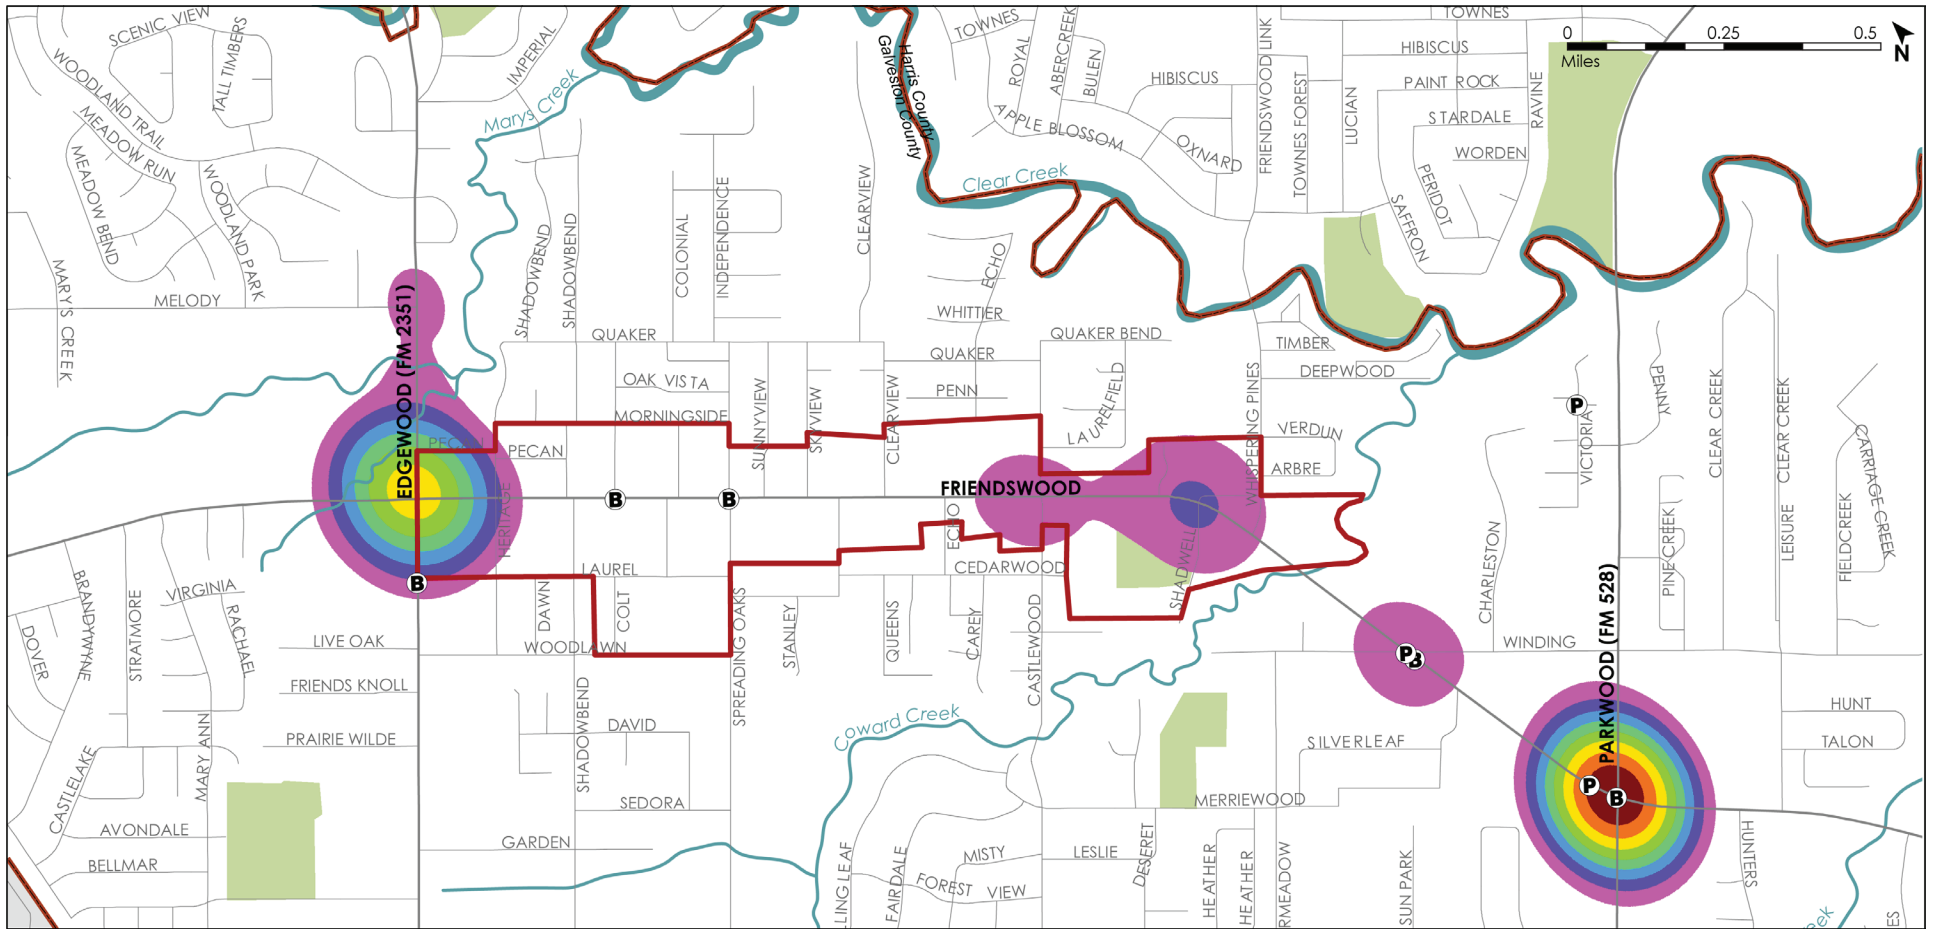 SCENIC VIEW
WOODLAND TRAIL
TALL TIMBERS
MEADOW RUN
MEADOW BEND
WOODLAND PARK
MELODY
MARY'S CREEK
IMPERIAL
Marys Creek
SHADOWBEND
SHADOWBEND
COLONIAL
INDEPENDENCE
CLEARVIEW
Harris County
Galveston County
Clear Creek
TOWNES
ROYAL
ABERCREEK
BULEN
HIBISCUS
APPLE BLOSSOM
OXNARD
FRIENDSWOOD LINK
TOWNES FOREST
LUCIAN
TOWNES
HIBISCUS
PAINT ROCK
STARDALE
WORDEN
RAVINE
PERIDOT
SAFFRON
0
0.25
0.5
Miles
N
ECHO
WHITTIER
QUAKER
QUAKER
QUAKER BEND
OAK VISTA
MORNINGSIDE
PENN
SUNNYVIEW
SKYVIEW
CLEARVIEW
LAURELFIELD
TIMBER
DEEPWOOD
WHISPERING PINES
VERDUN
ARBRE
EDGEWOOD (FM 2351)
PECAN
PECAN
HERITAGE
B
B
FRIENDSWOOD
P
VICTORIA
PENNY
CLEAR CREEK
CLEAR CREEK
CARRIAGE CREEK
FIELDCREEK
LEISURE
PINE CREEK
CHARLESTON
ECHO
CEDARWOOD
SHADWELL
B
LAUREL
DAWN
COLT
WOODLAWN
SPREADING OAKS
STANLEY
QUEENS
CAREY
CASTLEWOOD
BRANDYWYNE
DOVER
STRATMORE
VIRGINIA
RACHAEL
LIVE OAK
FRIENDS KNOLL
PRAIRIE WILDE
MARY ANN
CASTLELAKE
AVONDALE
BELLMAR
SHADOWBEND
DAVID
SEDORA
GARDEN
Coward Creek
P
B
WINDING
PARKWOOD (FM 528)
HUNT
TALON
SILVERLEAF
MERRIEWOOD
P
B
LING LEAF
FAIRDALE
MISTY
FOREST VIEW
LESLIE
DESERET
HEATHER
HEATHER
RMEADOW
SUN PARK
HUNTERS
eek
ES